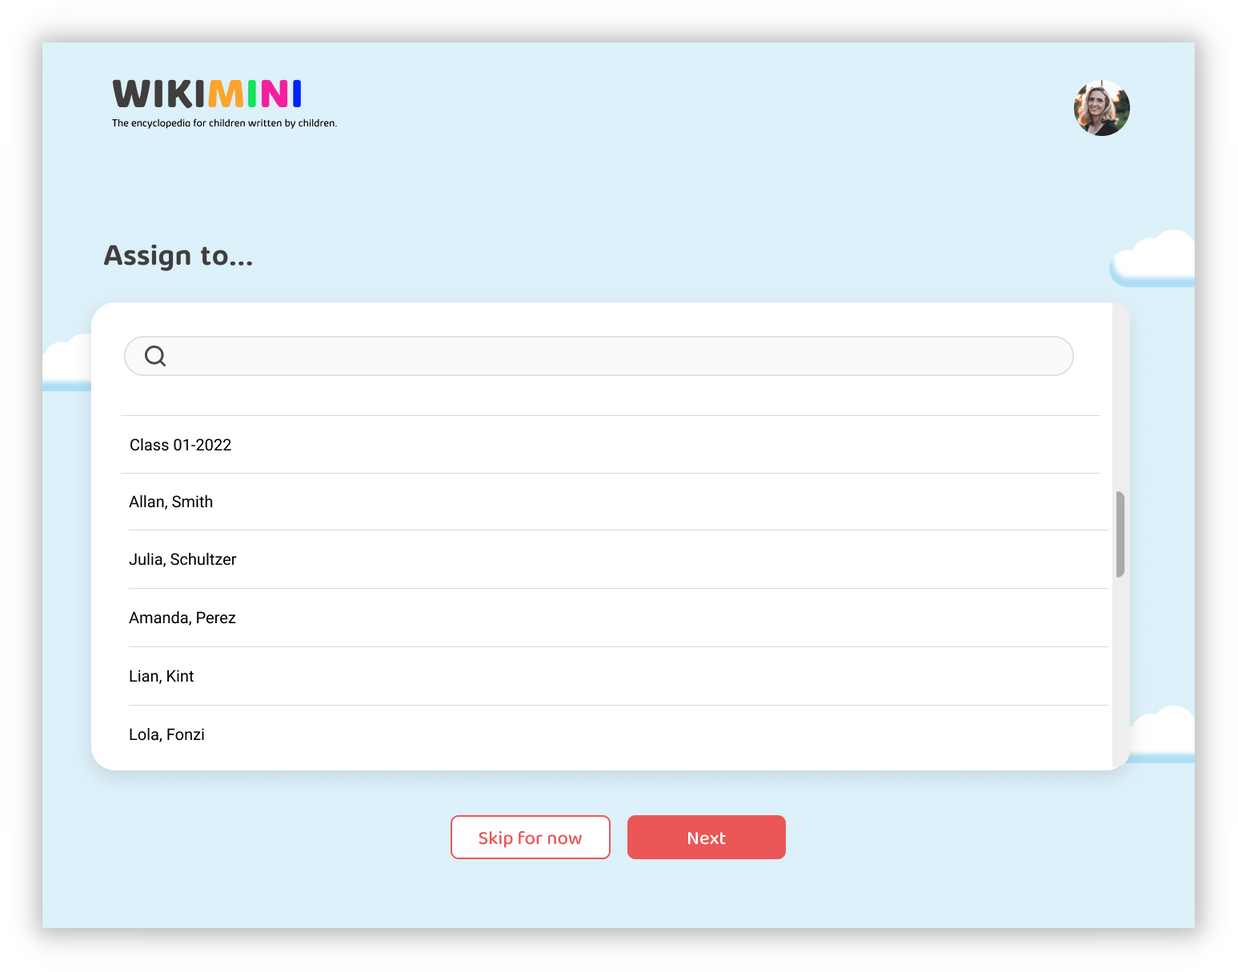 WIKIMINI
The encyclopedia for children written by children.
Assign to...
Class 01-2022
Allan, Smith
Julia, Schultzer
Amanda, Perez
Lian, Kint
Lola, Fonzi
Skip for now
Next